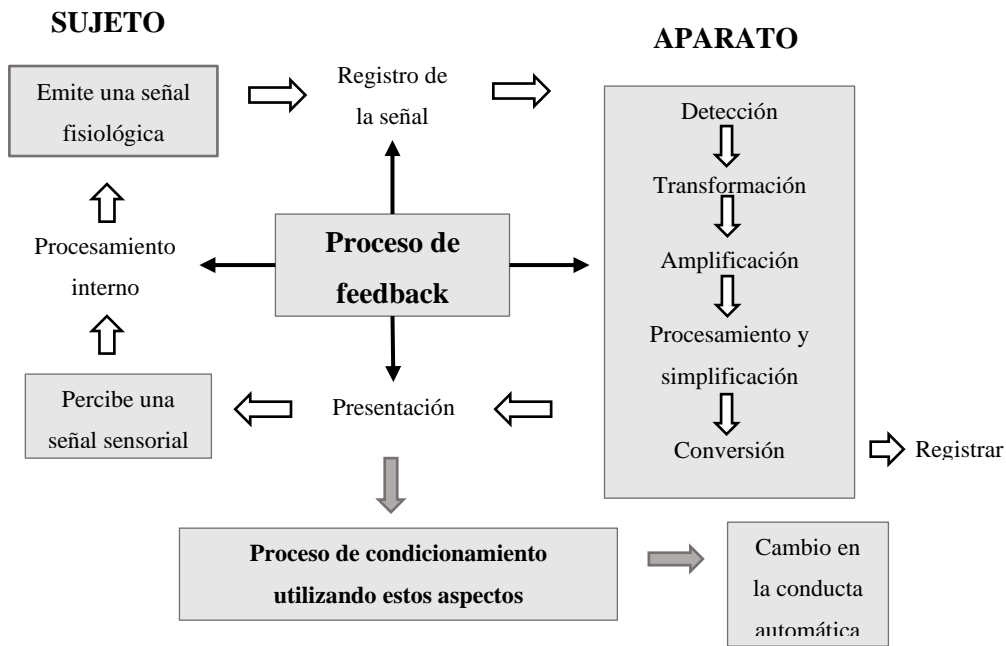 SUJETO
APARATO
Emite una señal
fisiológica
Registro de
la señal
Detección
Transformación
Amplificación
Procesamiento y
simplificación
Conversión
Procesamiento
interno
Proceso de
feedback
Percibe una
señal sensorial
Presentación
Registrar
Proceso de condicionamiento
utilizando estos aspectos
Cambio en
la conducta
automática